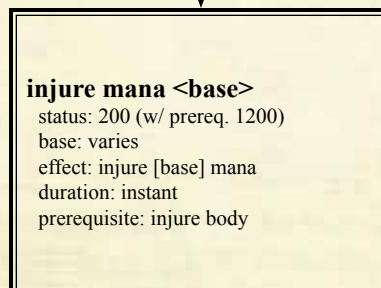 injure mana <base>
status: 200 (w/ prereq. 1200)
base: varies
effect: injure [base] mana
duration: instant
prerequisite: injure body